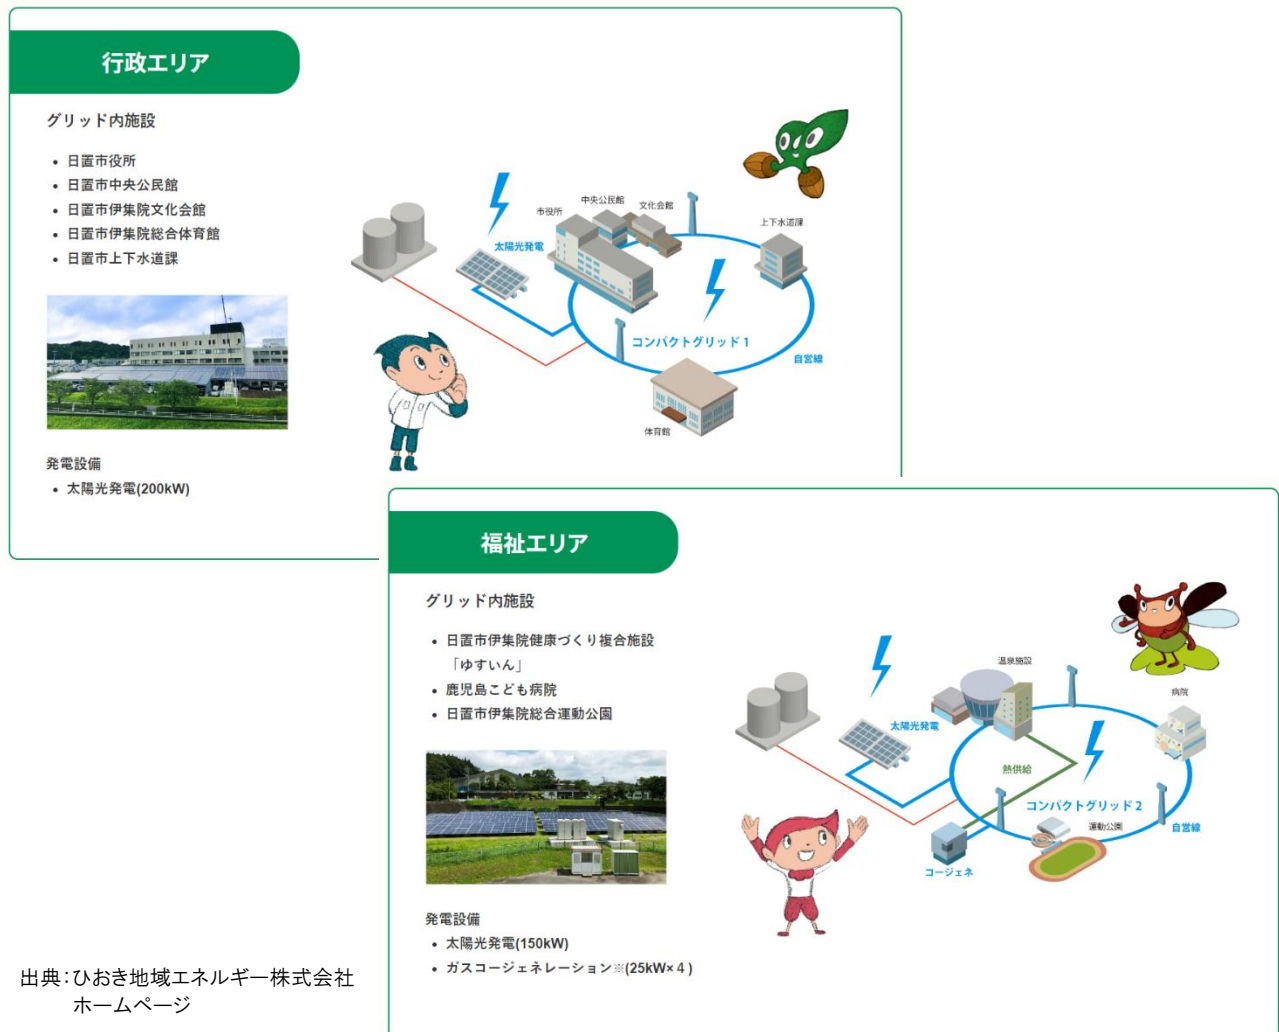 行政エリア
グリッド内施設
• 日置市役所
• 日置市中央公民館
• 日置市伊集院文化会館
• 日置市伊集院総合体育館
• 日置市上下水道課
発電設備
• 太陽光発電(200kW)
中央公民館
文化会館
市役所
上下水道課
太陽光発電
コンパクトグリッド1
自営線
体育館
福祉エリア
グリッド内施設
• 日置市伊集院健康づくり複合施設
「ゆすいん」
• 鹿児島こども病院
• 日置市伊集院総合運動公園
発電設備
• 太陽光発電(150kW)
• ガスコージェネレーション※(25kW×4)
温泉施設
病院
太陽光発電
熱供給
コンパクトグリッド2
運動公園
自営線
コージェネ
出典:ひおき地域エネルギー株式会社
ホームページ